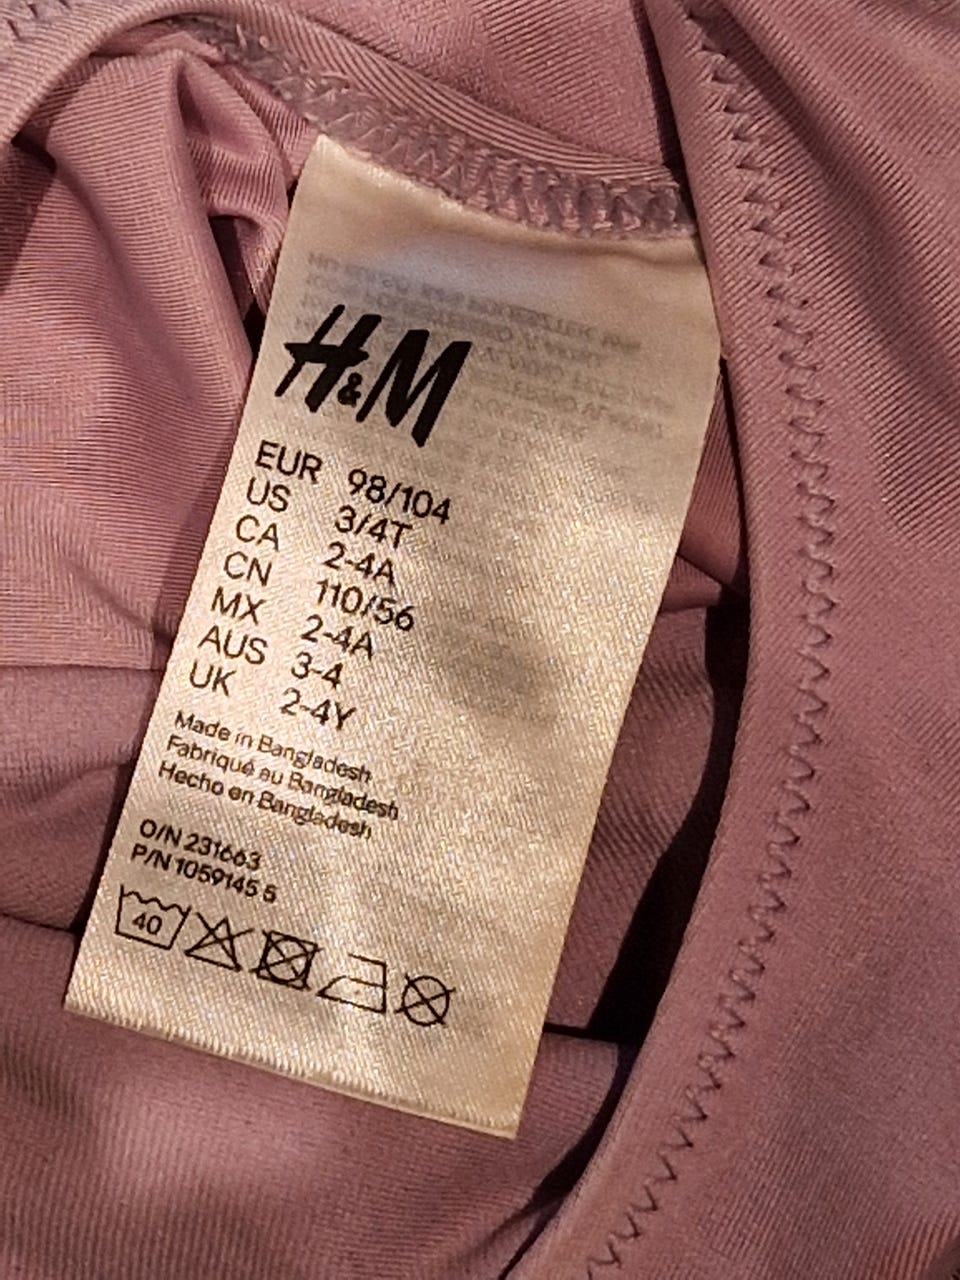 H&M
EUR 98/104
US 3/4T
CA 2-4A
CN 110/56
MX 2-4A
AUS 3-4
UK 2-4Y
Made in Bangladesh
Fabriqué au Bangladesh
Hecho en Bangladesh
O/N 231663
P/N 1059145 5
40